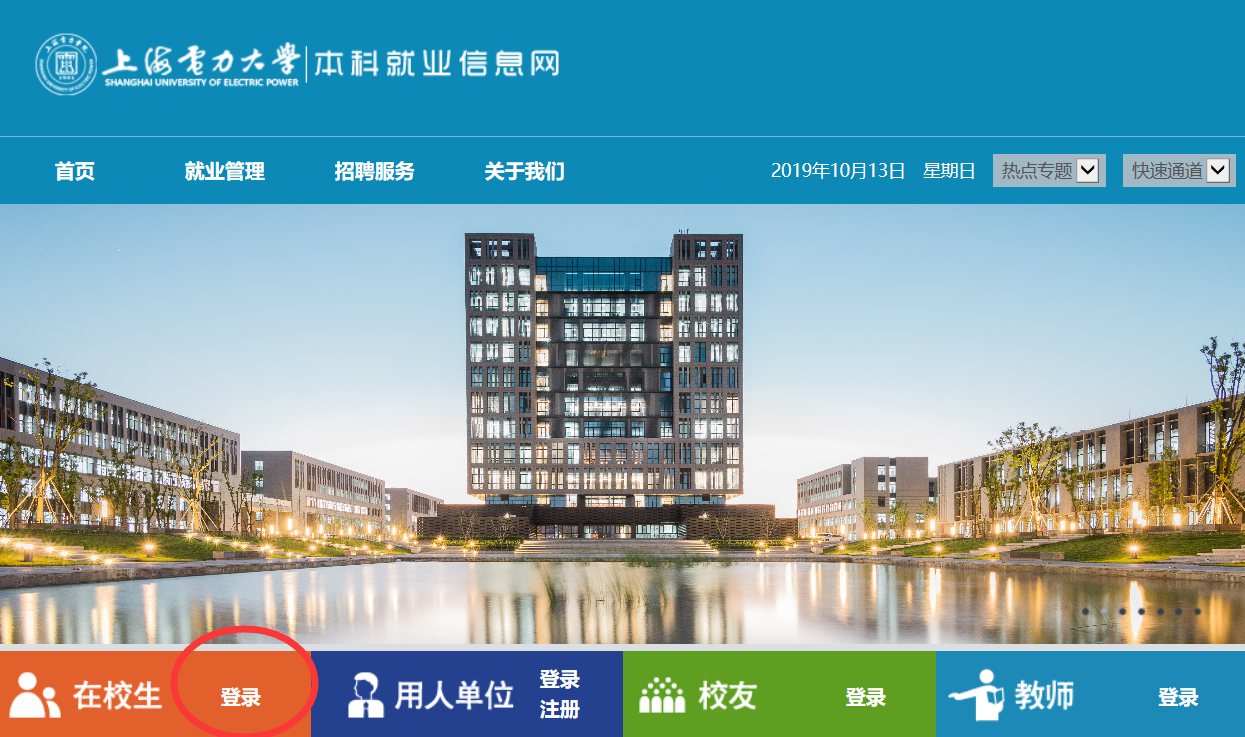 上海電力大學 本科就业信息网
SHANGHAI UNIVERSITY OF ELECTRIC POWER
首页 就业管理 招聘服务 关于我们 2019年10月13日 星期日 热点专题 快速通道
在校生 登录 用人单位 登录 校友 登录 教师 登录
注册